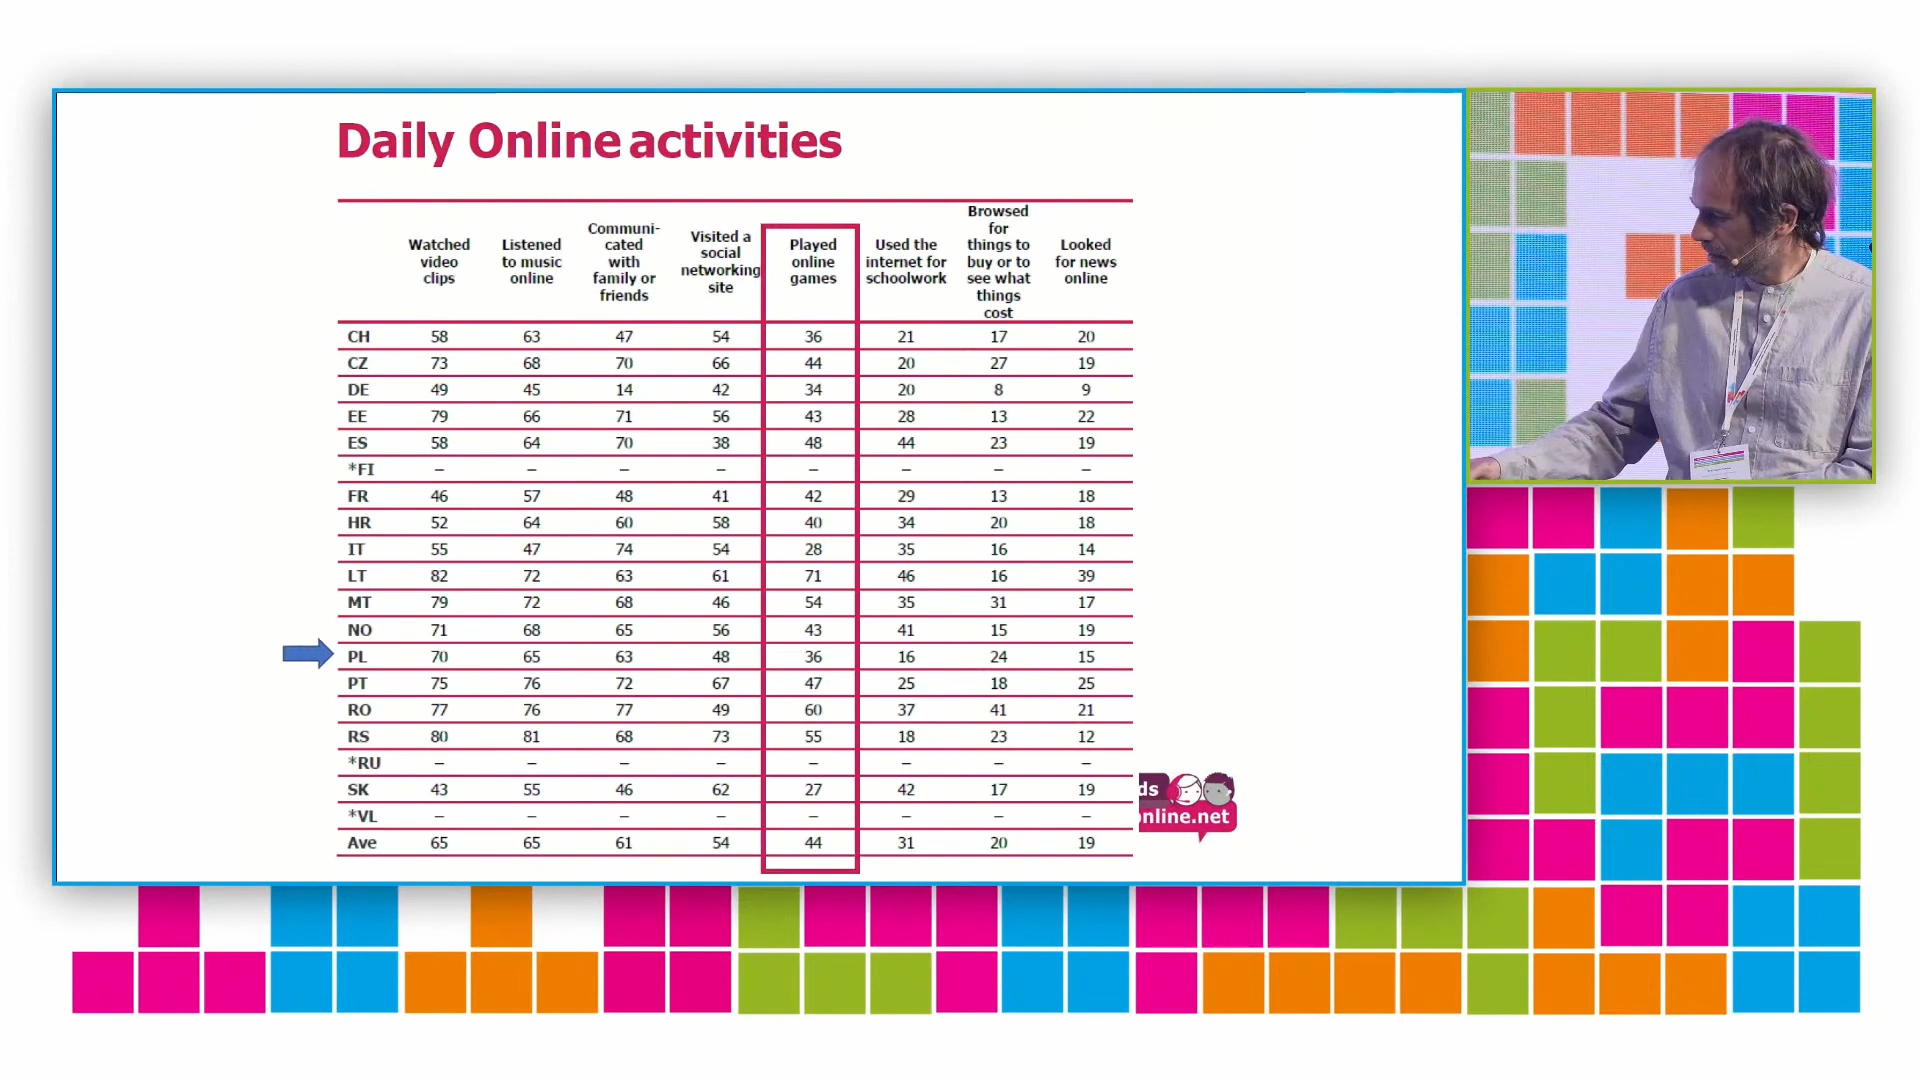 Daily Online activities
Watched video clips	Listened to music online	Communi-cated with family or friends	Visited a social networking site	Played online games	Used the internet for schoolwork	Browsed for things to buy or to see what things cost	Looked for news online
CH 58 63 47 54 36 21 17 20
CZ 73 68 70 66 44 20 27 19
DE 49 45 14 42 34 20 8 9
EE 79 66 71 56 43 28 13 22
ES 58 64 70 38 48 44 23 19
*FI – – – – – – – –
FR 46 57 48 41 42 29 13 18
HR 52 64 60 58 40 34 20 18
IT 55 47 74 54 28 35 16 14
LT 82 72 63 61 71 46 16 39
MT 79 72 68 46 54 35 31 17
NO 71 68 65 56 43 41 15 19
PL 70 65 63 48 36 16 24 15
PT 75 76 72 67 47 25 18 25
RO 77 76 77 49 60 37 41 21
RS 80 81 68 73 55 18 23 12
*RU – – – – – – – –
SK 43 55 46 62 27 42 17 19
*VL – – – – – – – –
Ave 65 65 61 54 44 31 20 19
ds
online.net